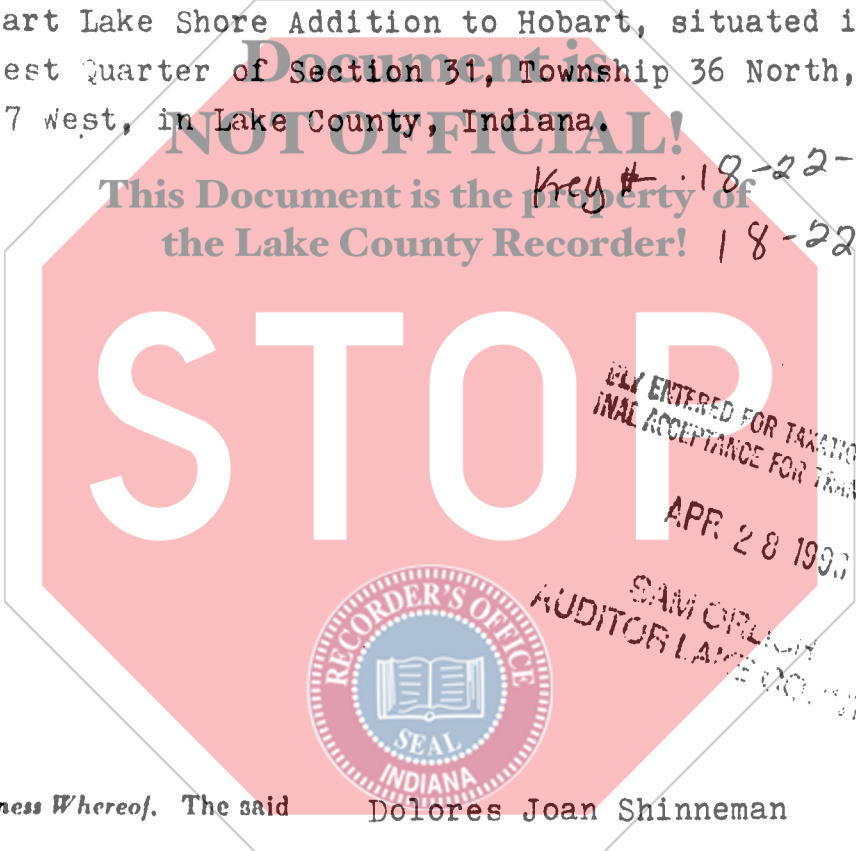 art Lake Shore Addition to Hobart, situated i
est Quarter of Section 31, Township 36 North,
7 West, in Lake County, Indiana.
Document is
NOT OFFICIAL!
This Document is the property of
the Lake County Recorder!
Key # 18-22-
18-22
STOP
ENTERED FOR TAXATIO
INAL ACCEPTANCE FOR TRAN
APR 28 199
SAM
AUDITOR LAKE
RECORDER'S OFFICE
SEAL
INDIANA
ness Whereof, The said Dolores Joan Shinneman